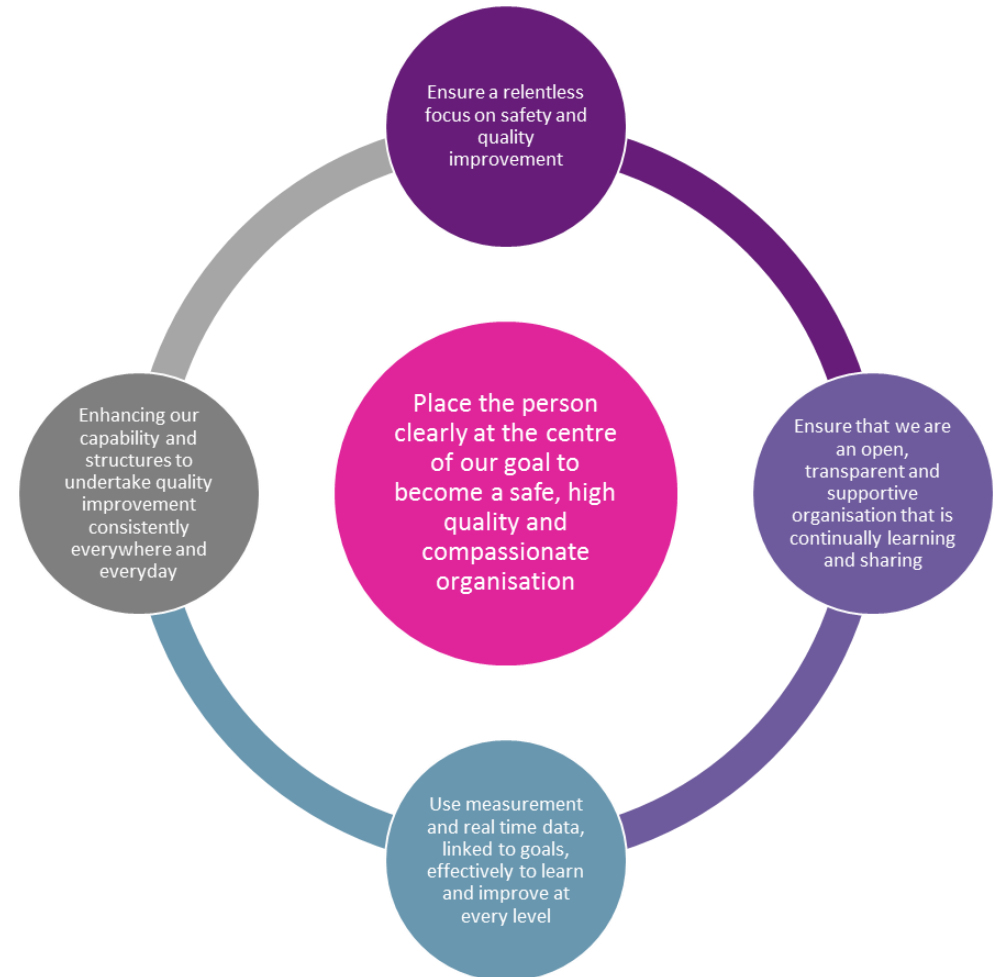 Ensure a relentless
focus on safety and
quality
improvement
Ensure that we are
an open,
transparent and
supportive
organisation that is
continually learning
and sharing
Use measurement
and real time data,
linked to goals,
effectively to learn
and improve at
every level
Enhancing our
capability and
structures to
undertake quality
improvement
consistently
everywhere and
everyday
Place the person
clearly at the centre
of our goal to
become a safe, high
quality and
compassionate
organisation